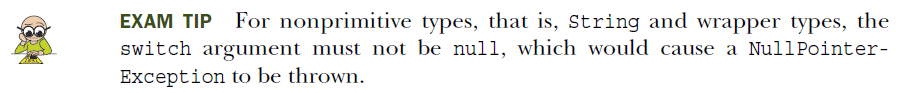 EXAM TIP For nonprimitive types, that is, String and wrapper types, the
switch argument must not be null, which would cause a NullPointer-
Exception to be thrown.